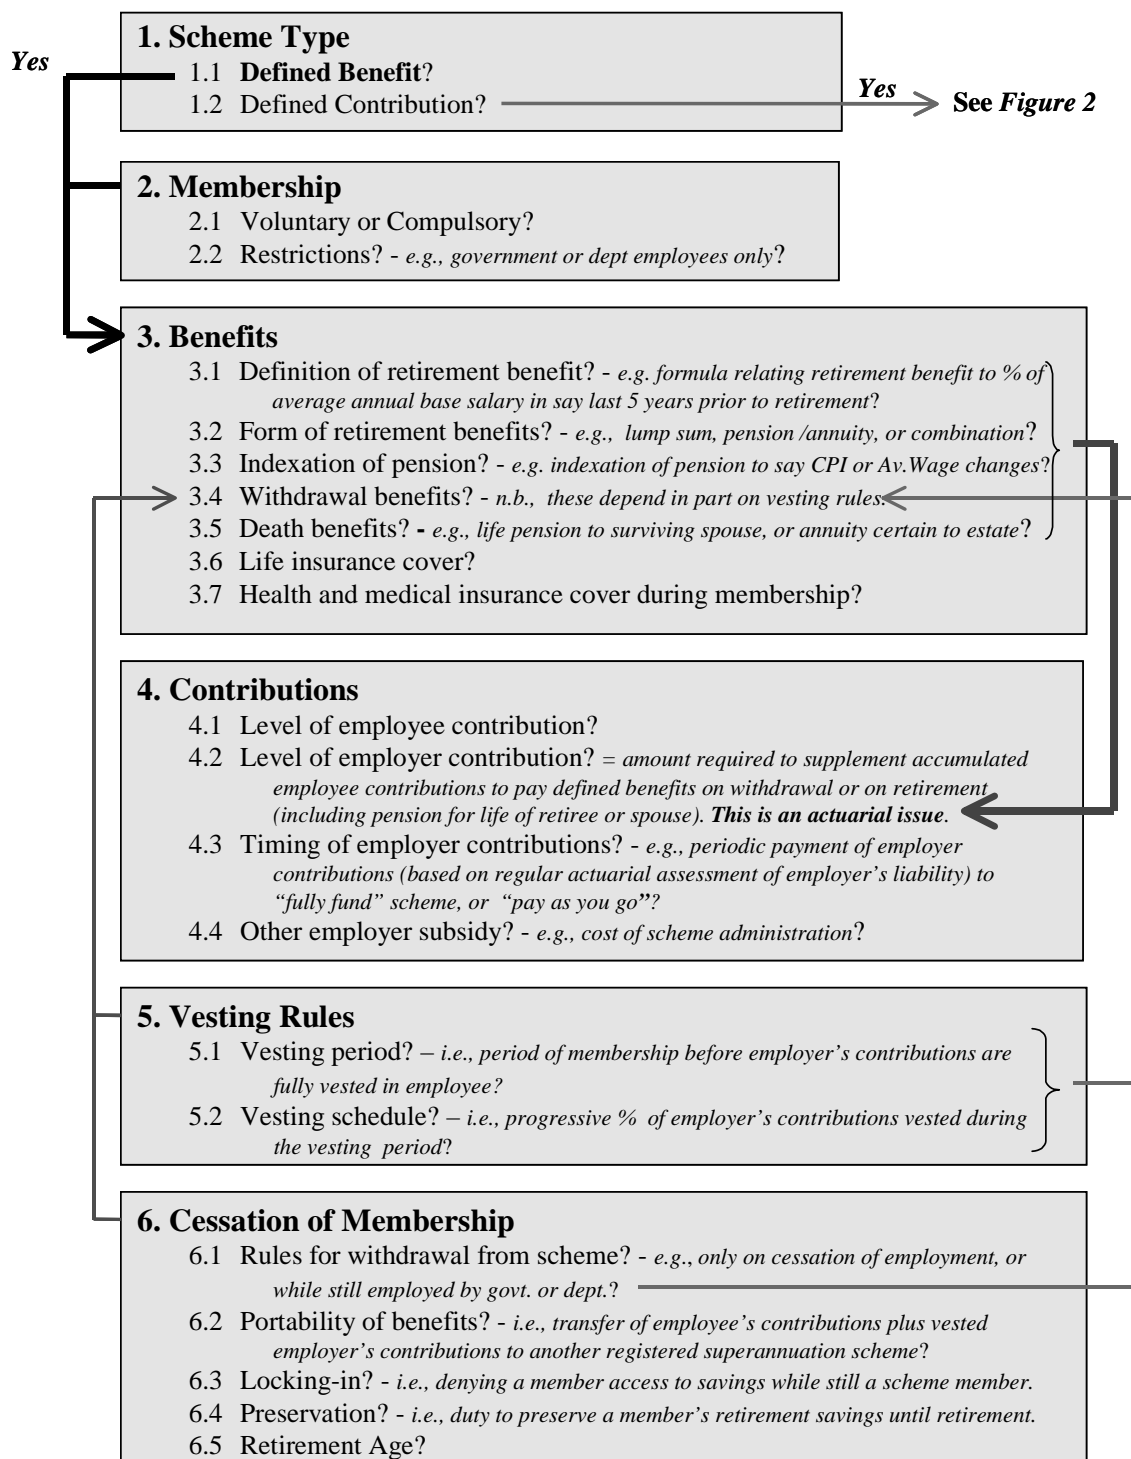 1. Scheme Type
Yes
1.1 Defined Benefit?
1.2 Defined Contribution?
Yes
See Figure 2
2. Membership
2.1 Voluntary or Compulsory?
2.2 Restrictions? - e.g., government or dept employees only?
3. Benefits
3.1 Definition of retirement benefit? - e.g. formula relating retirement benefit to % of
average annual base salary in say last 5 years prior to retirement?
3.2 Form of retirement benefits? - e.g., lump sum, pension /annuity, or combination?
3.3 Indexation of pension? - e.g. indexation of pension to say CPI or Av.Wage changes?
3.4 Withdrawal benefits? - n.b., these depend in part on vesting rules.
3.5 Death benefits? - e.g., life pension to surviving spouse, or annuity certain to estate?
3.6 Life insurance cover?
3.7 Health and medical insurance cover during membership?
4. Contributions
4.1 Level of employee contribution?
4.2 Level of employer contribution? = amount required to supplement accumulated
employee contributions to pay defined benefits on withdrawal or on retirement
(including pension for life of retiree or spouse). This is an actuarial issue.
4.3 Timing of employer contributions? - e.g., periodic payment of employer
contributions (based on regular actuarial assessment of employer's liability) to
“fully fund” scheme, or “pay as you go”?
4.4 Other employer subsidy? - e.g., cost of scheme administration?
5. Vesting Rules
5.1 Vesting period? – i.e., period of membership before employer's contributions are
fully vested in employee?
5.2 Vesting schedule? – i.e., progressive % of employer's contributions vested during
the vesting period?
6. Cessation of Membership
6.1 Rules for withdrawal from scheme? - e.g., only on cessation of employment, or
while still employed by govt. or dept.?
6.2 Portability of benefits? - i.e., transfer of employee's contributions plus vested
employer's contributions to another registered superannuation scheme?
6.3 Locking-in? - i.e., denying a member access to savings while still a scheme member.
6.4 Preservation? - i.e., duty to preserve a member's retirement savings until retirement.
6.5 Retirement Age?